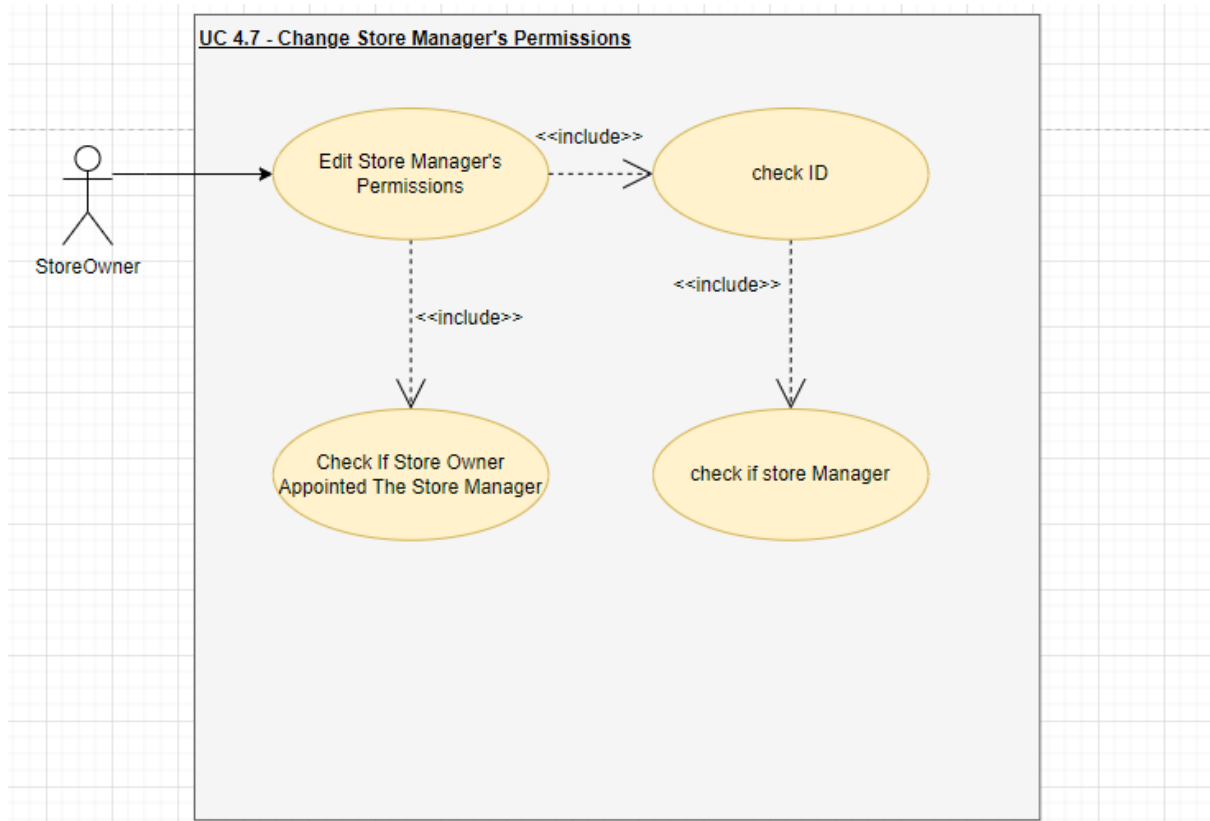 UC 4.7 - Change Store Manager's Permissions
<<include>>
Edit Store Manager's
Permissions
check ID
StoreOwner
<<include>>
<<include>>
Check If Store Owner
Appointed The Store Manager
check if store Manager